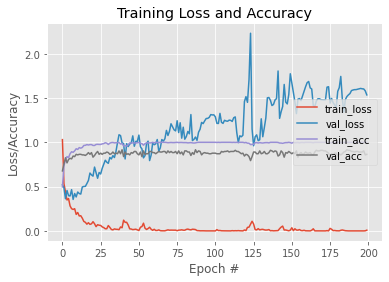 Training Loss and Accuracy
Loss/Accuracy
2.0
1.5
1.0
0.5
0.0
train_loss
val_loss
train_acc
val_acc
0 25 50 75 100 125 150 175 200
Epoch #